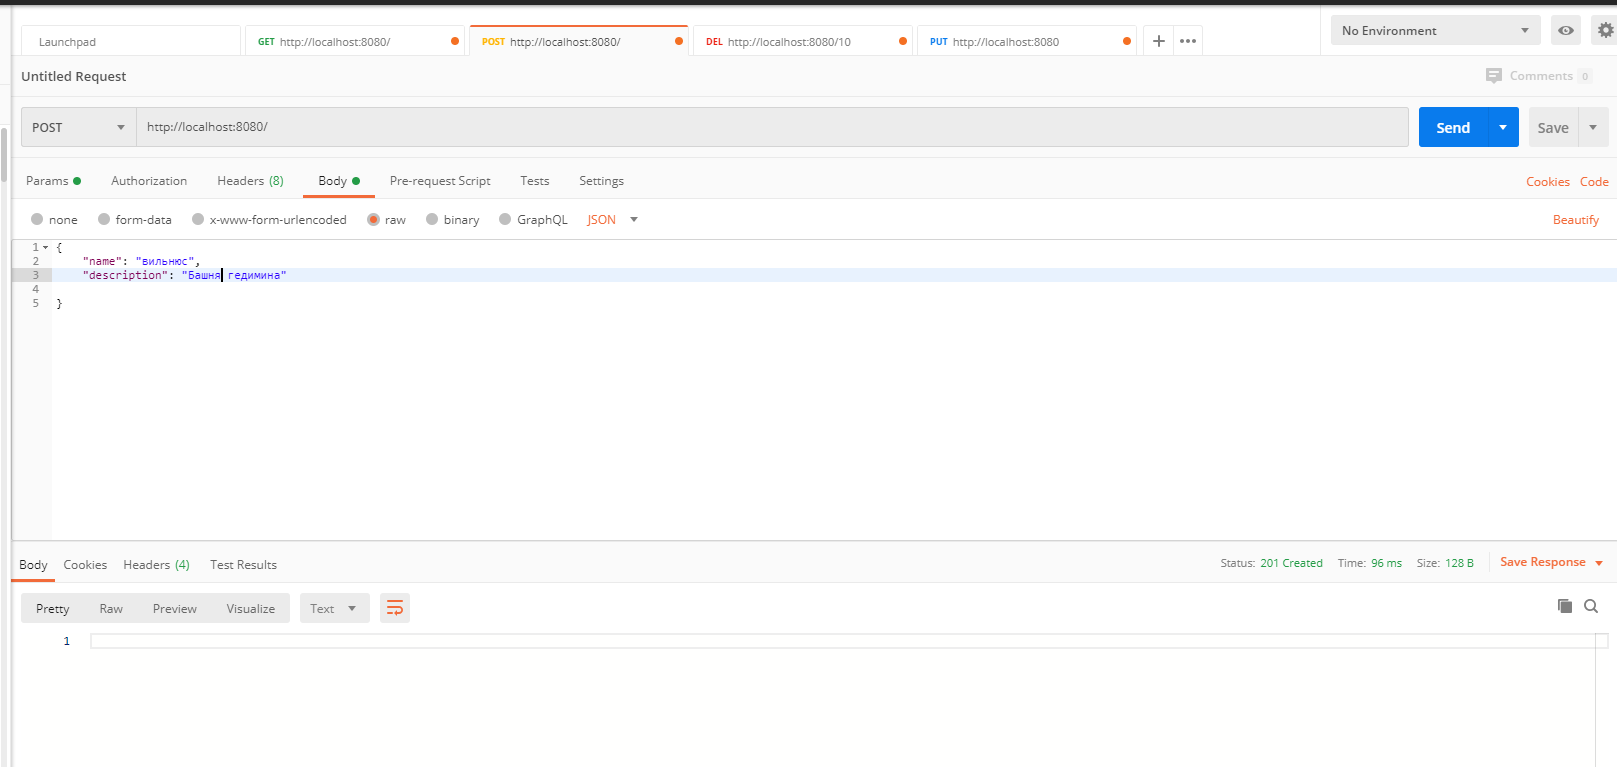 Launchpad
GET http://localhost:8080/
POST http://localhost:8080/
DEL http://localhost:8080/10
PUT http://localhost:8080
No Environment
Untitled Request
Comments 0
POST http://localhost:8080/
Send
Save
Params
Authorization
Headers (8)
Body
Pre-request Script
Tests
Settings
Cookies Code
none
form-data
x-www-form-urlencoded
raw
binary
GraphQL
JSON
Beautify
1 {
2 "name": "вильнюс",
3 "description": "Башня гедимина"
4
5 }
Body
Cookies
Headers (4)
Test Results
Status: 201 Created
Time: 96 ms
Size: 128 B
Save Response
Pretty
Raw
Preview
Visualize
Text
1